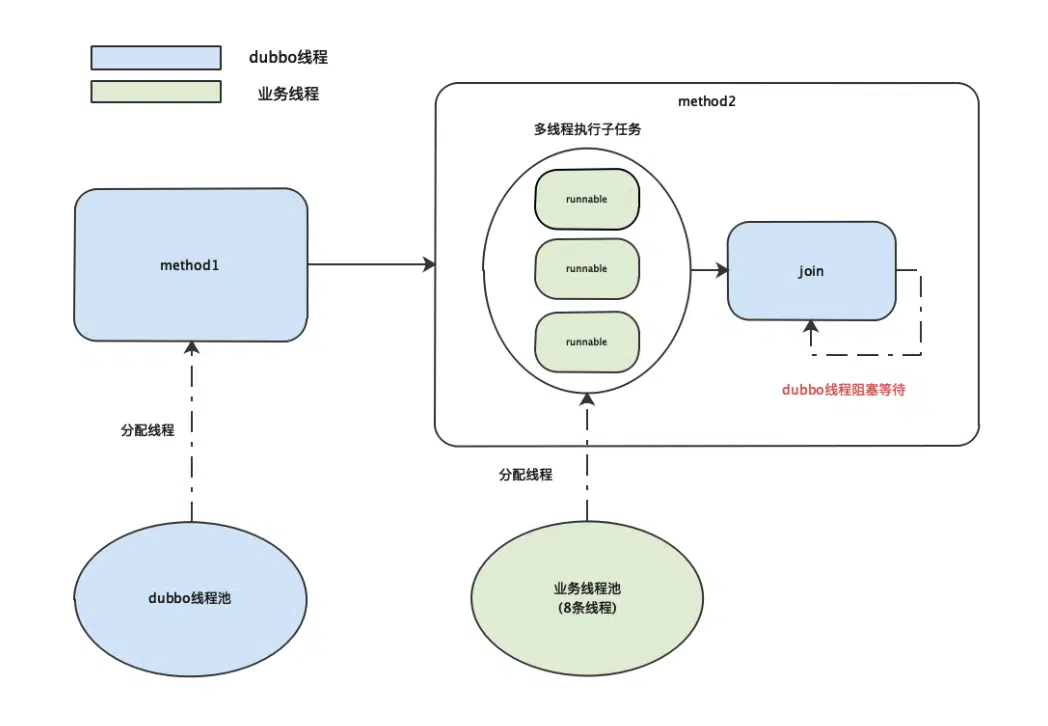 dubbo线程
业务线程
method2
多线程执行子任务
runnable
runnable
runnable
method1
join
dubbo线程阻塞等待
分配线程
分配线程
dubbo线程池
业务线程池
(8条线程)